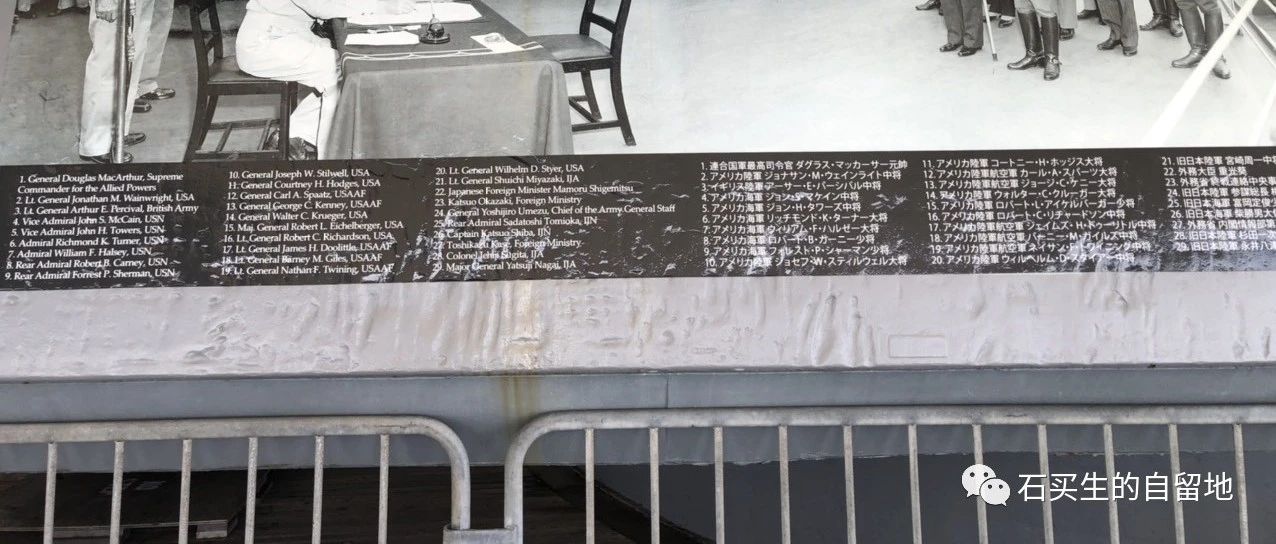 1. General Douglas MacArthur, Supreme
Commander for the Allied Powers
2. Lt. General Jonathan M. Wainwright, USA
3. Lt. General Arthur E. Percival, British Army
4. Vice Admiral John S. McCain, USN
5. Vice Admiral John H. Towers, USN
6. Admiral Richmond K. Turner, USN
7. Admiral William F. Halsey, USN
8. Rear Admiral Robert B. Carney, USN
9. Rear Admiral Forrest P. Sherman, USN
10. General Joseph W. Stilwell, USA
11. General Courtney H. Hodges, USA
12. General Carl A. Spaatz, USAAF
13. General George C. Kenney, USAAF
14. General Walter C. Krueger, USA
15. Maj. General Robert L. Eichelberger, USA
16. Lt. General Robert C. Richardson, USA
17. Lt. General James H. Doolittle, USAAF
18. Lt. General Barney M. Giles, USAAF
19. Lt. General Nathan F. Twining, USAAF
20. Lt. General Wilhelm D. Styer, USA
21. Lt. General Shuichi Miyazaki, IJA
22. Japanese Foreign Minister Mamoru Shigemitsu
23. Katsuo Okazaki, Foreign Ministry
24. General Yoshijiro Umezu, Chief of the Army General Staff
25. Rear Admiral Sadatoshi Tomioka, IJN
26. Captain Katsuo Shiba, IJN
27. Toshikazu Kase, Foreign Ministry
28. Colonel Ichiji Sugita, IJA
29. Major General Yatsuji Nagai, IJA
1. 連合国軍最高司令官 ダグラス・マッカーサー元帥
2. アメリカ陸軍 ジョナサン・M・ウェインライト中将
3. イギリス陸軍 アーサー・E・パーシバル中将
4. アメリカ海軍 ジョン・S・マケイン中将
5. アメリカ海軍 ジョン・H・タワーズ中将
6. アメリカ海軍 リッチモンド・K・ターナー大将
7. アメリカ海軍 ウィリアム・F・ハルゼー大将
8. アメリカ海軍 ロバート・B・カーニー少将
9. アメリカ海軍 フォレスト・P・シャーマン少将
10. アメリカ陸軍 ジョセフ・W・スティルウェル大将
11. アメリカ陸軍 コートニー・H・ホッジス大将
12. アメリカ陸軍航空軍 カール・A・スパーツ大将
13. アメリカ陸軍航空軍 ジョージ・C・ケニー大将
14. アメリカ陸軍 ウォルター・C・クルーガー大将
15. アメリカ陸軍 ロバート・L・アイケルバーガー少将
16. アメリカ陸軍 ロバート・C・リチャードソン中将
17. アメリカ陸軍航空軍 ジェイムス・H・ドゥーリトル中将
18. アメリカ陸軍航空軍 バーニー・M・ガイルズ中将
19. アメリカ陸軍航空軍 ネイサン・F・トワイニング中将
20. アメリカ陸軍 ウィルヘルム・D・スタイヤー中将
21. 旧日本陸軍 宮崎周一中
22. 外務大臣 重光葵
23. 外務省
24. 旧日本陸軍
25. 旧日本海軍 富岡定俊
26. 旧日本海軍 柴勝男大
27. 外務省
28. 旧日本陸軍 杉田
29. 旧日本陸軍 永井八
石买生的自留地